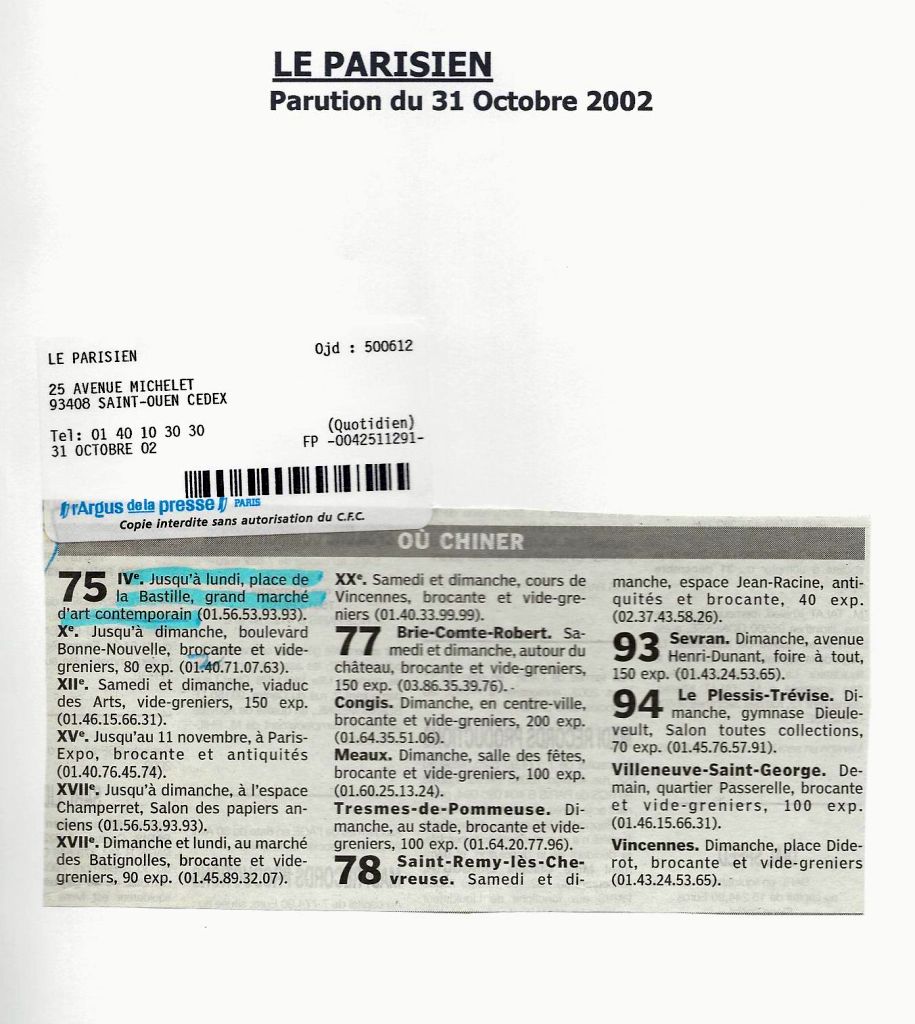 LE PARISIEN
Parution du 31 Octobre 2002
LE PARISIEN
Ojd : 500612
25 AVENUE MICHELET
93408 SAINT-OUEN CEDEX
Tel: 01 40 10 30 30
(Quotidien)
31 OCTOBRE 02
FP -0042511291-
l'Argus de la presse PARIS
Copie interdite sans autorisation du C.F.C.
OÙ CHINER
75 IVe. Jusqu'à lundi, place de
la Bastille, grand marché
d'art contemporain (01.56.53.93.93).
Xe. Jusqu'à dimanche, boulevard
Bonne-Nouvelle, brocante et vide-
greniers, 80 exp. (01.40.71.07.63).
XIIe. Samedi et dimanche, viaduc
des Arts, vide-greniers, 150 exp.
(01.46.15.66.31).
XVe. Jusqu'au 11 novembre, à Paris-
Expo, brocante et antiquités
(01.40.76.45.74).
XVIIe. Jusqu'à dimanche, à l'espace
Champerret, Salon des papiers an-
ciens (01.56.53.93.93).
XVIIe. Dimanche et lundi, au marché
des Batignolles, brocante et vide-
greniers, 90 exp. (01.45.89.32.07).
XXe. Samedi et dimanche, cours de
Vincennes, brocante et vide-gre-
niers (01.40.33.99.99).
77 Brie-Comte-Robert. Sa-
medi et dimanche, autour du
château, brocante et vide-greniers,
150 exp. (03.86.35.39.76).
Congis. Dimanche, en centre-ville,
brocante et vide-greniers, 200 exp.
(01.64.35.51.06).
Meaux. Dimanche, salle des fêtes,
brocante et vide-greniers, 100 exp.
(01.60.25.13.24).
Tresmes-de-Pommeuse. Di-
manche, au stade, brocante et vide-
greniers, 100 exp. (01.64.20.77.96).
78 Saint-Remy-lès-Che-
vreuse. Samedi et di-
manche, espace Jean-Racine, anti-
quités et brocante, 40 exp.
(02.37.43.58.26).
93 Sevran. Dimanche, avenue
Henri-Dunant, foire à tout,
150 exp. (01.43.24.53.65).
94 Le Plessis-Trévise. Di-
manche, gymnase Dieule-
veult, Salon toutes collections,
70 exp. (01.45.76.57.91).
Villeneuve-Saint-George. De-
main, quartier Passerelle, brocante
et vide-greniers, 100 exp.
(01.46.15.66.31).
Vincennes. Dimanche, place Dide-
rot, brocante et vide-greniers
(01.43.24.53.65).